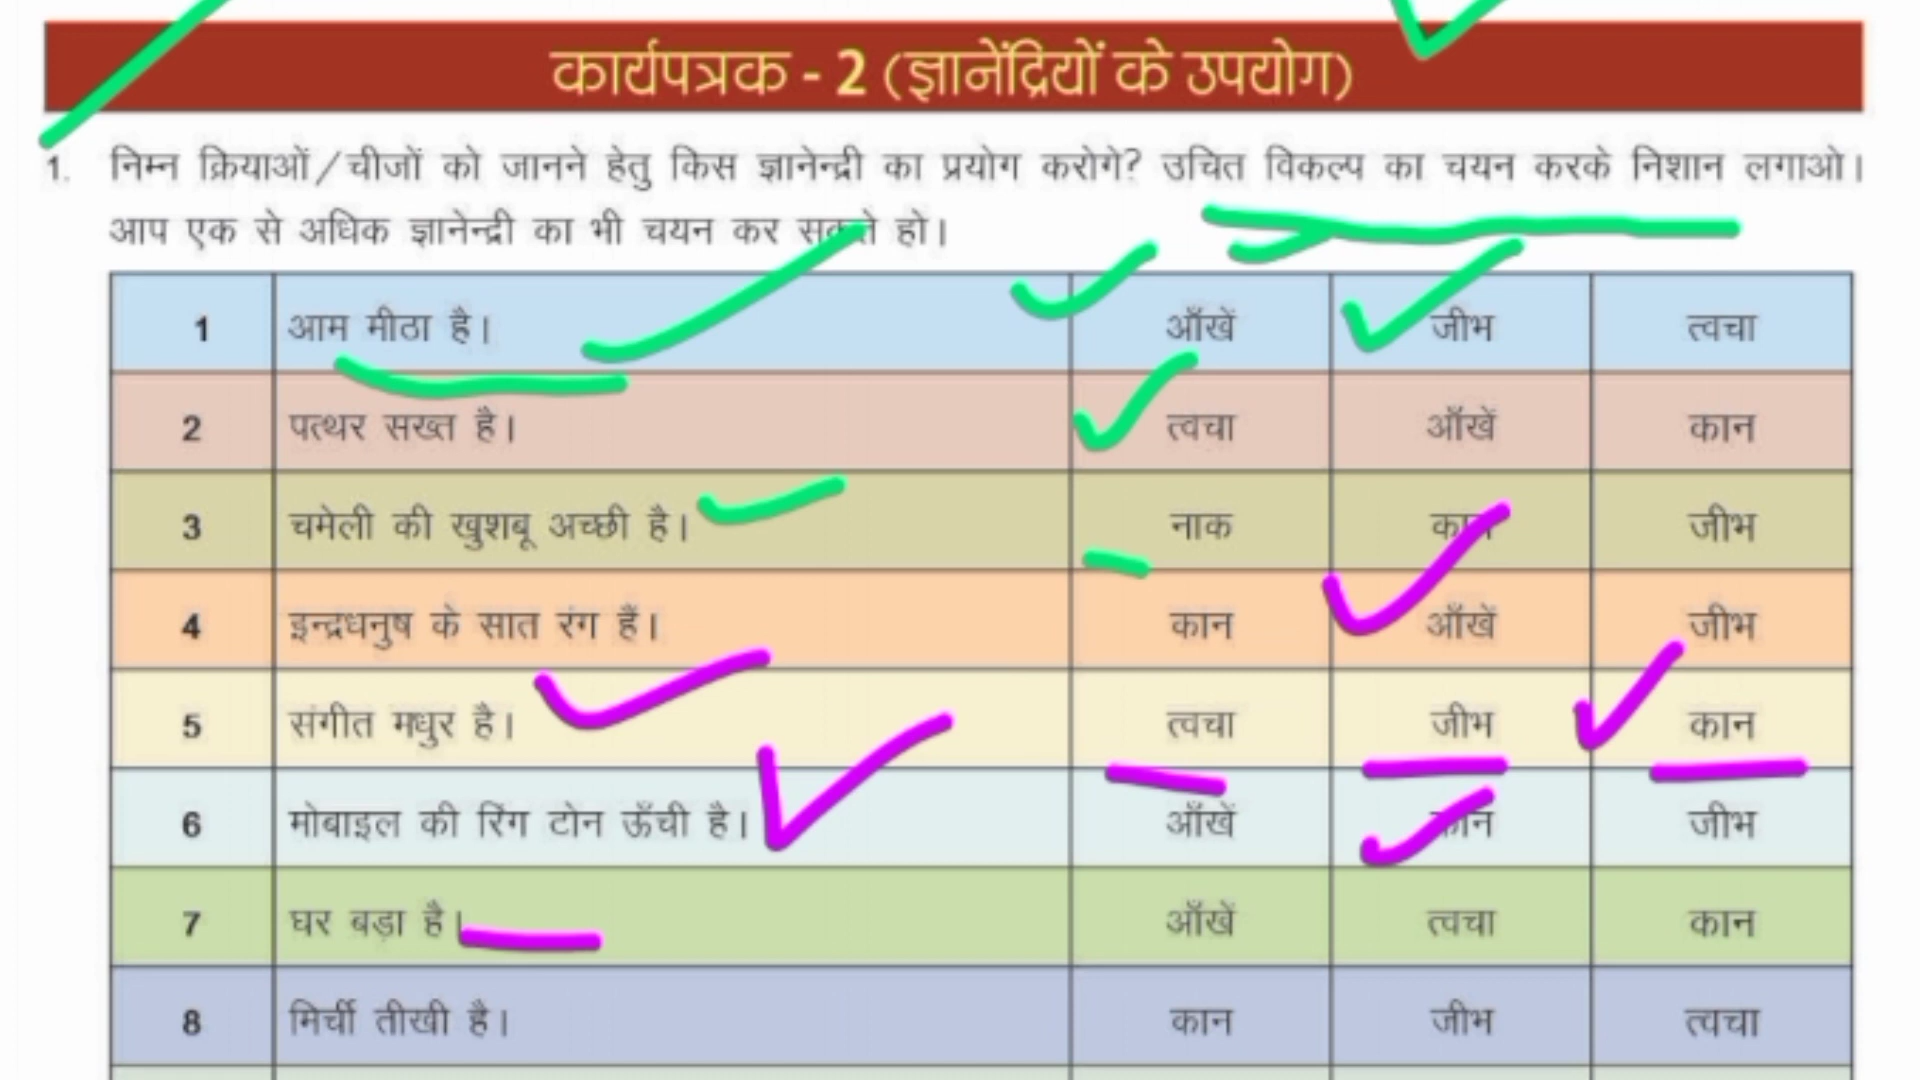 कार्यपत्रक - 2 (ज्ञानेंद्रियों के उपयोग)
1. निम्न क्रियाओं/चीजों को जानने हेतु किस ज्ञानेन्द्री का प्रयोग करोगे? उचित विकल्प का चयन करके निशान लगाओ।
आप एक से अधिक ज्ञानेन्द्री का भी चयन कर सकते हो।
1 आम मीठा है। आँखें जीभ त्वचा
2 पत्थर सख्त है। त्वचा आँखें कान
3 चमेली की खुशबू अच्छी है। नाक कान जीभ
4 इन्द्रधनुष के सात रंग हैं। कान आँखें जीभ
5 संगीत मधुर है। त्वचा जीभ कान
6 मोबाइल की रिंग टोन ऊँची है। आँखें कान जीभ
7 घर बड़ा है। आँखें त्वचा कान
8 मिर्ची तीखी है। कान जीभ त्वचा